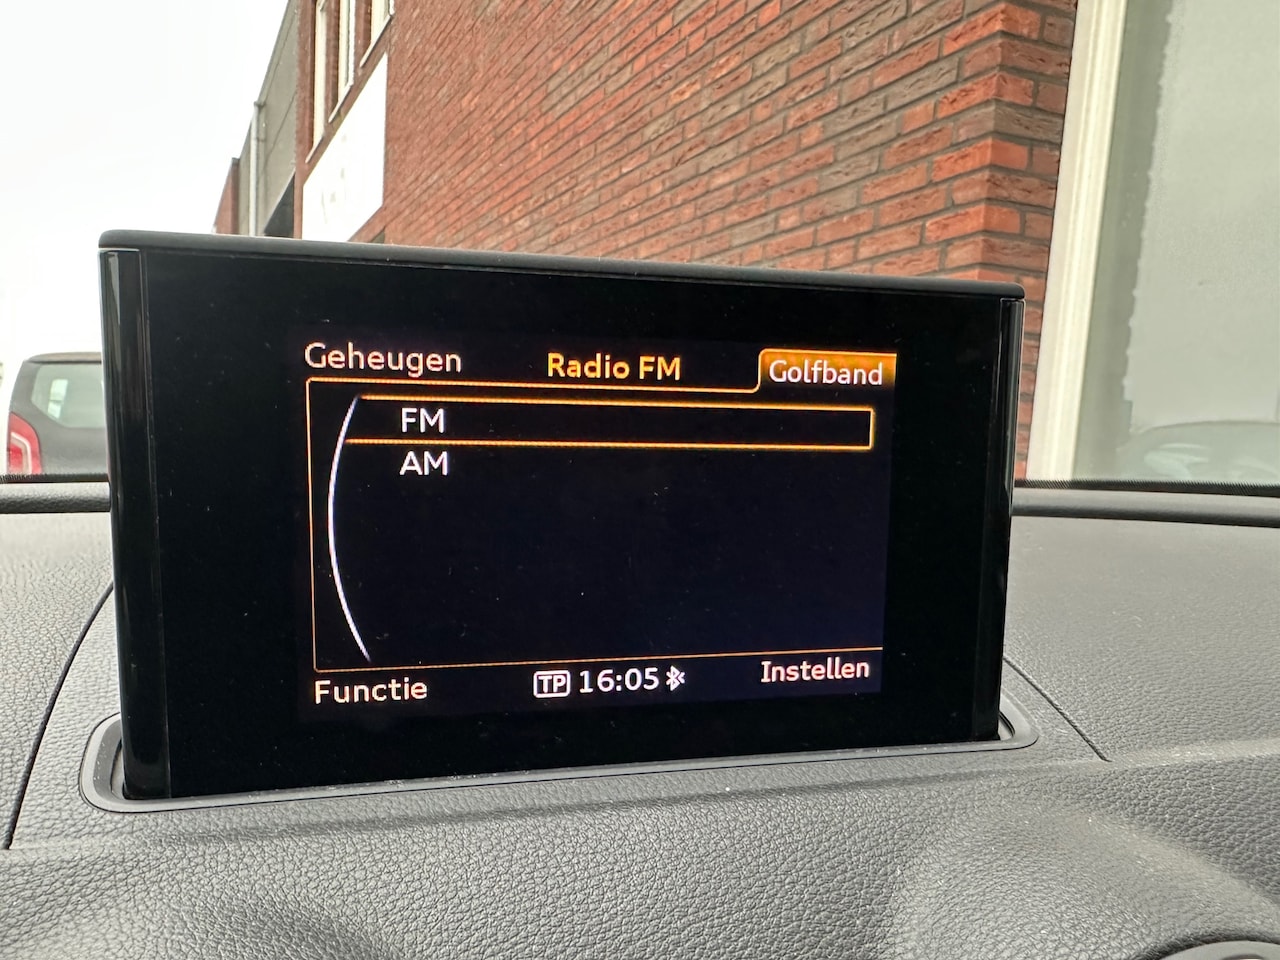 Geheugen Radio FM Golfband
FM
AM
Functie TP 16:05 Instellen